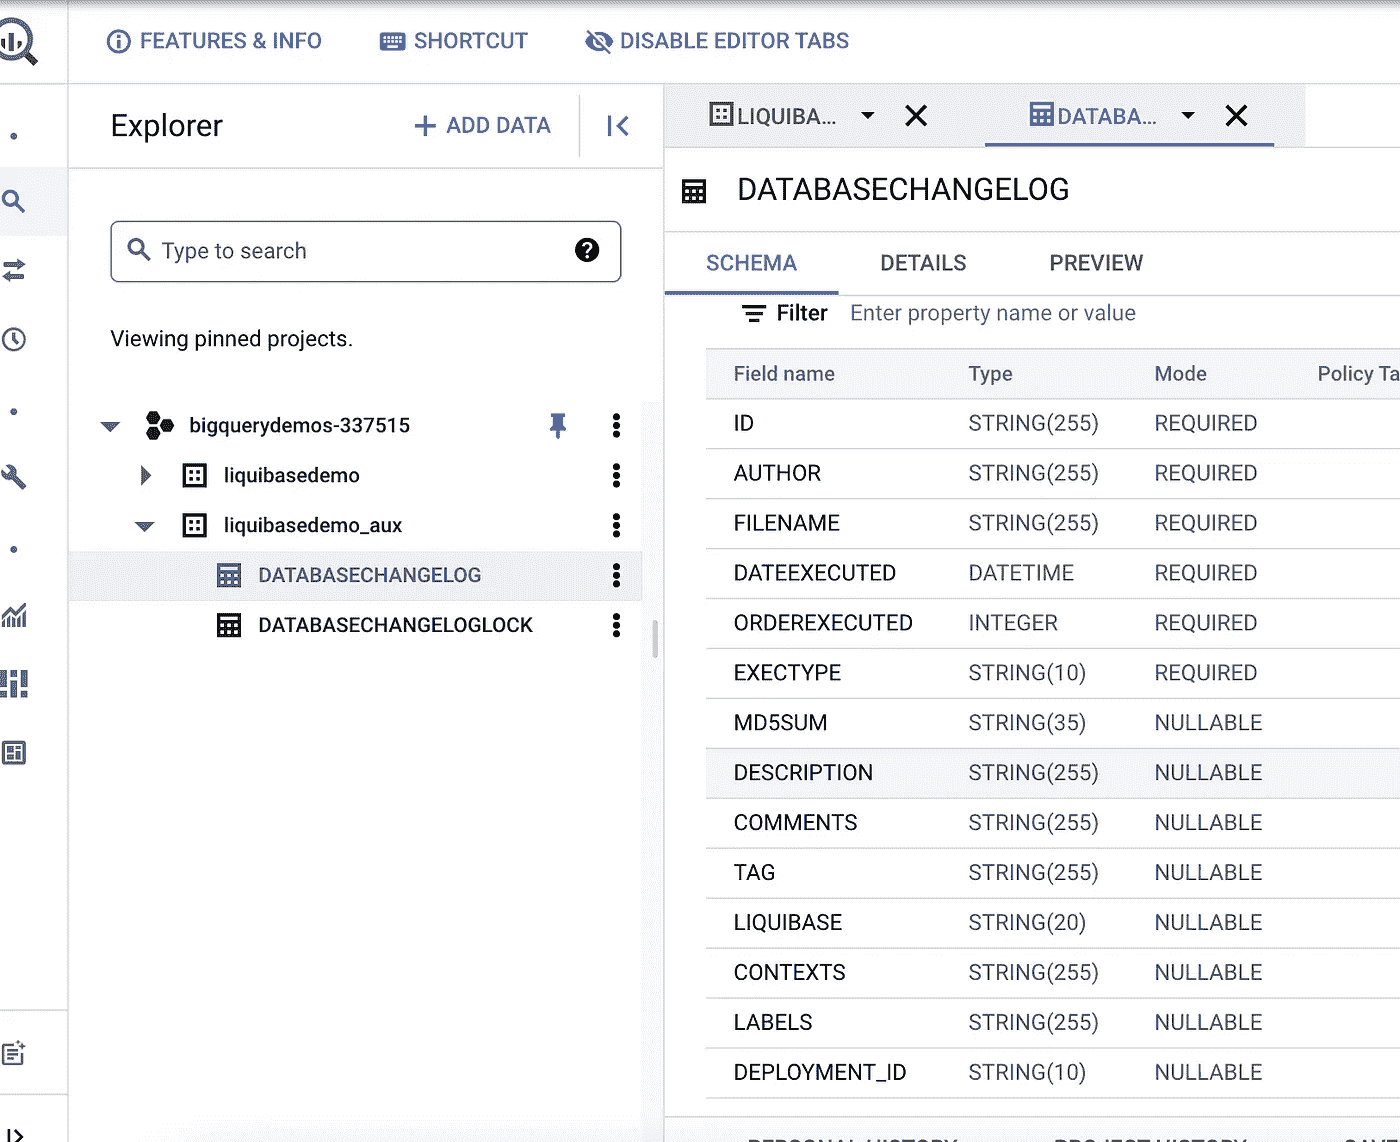 FEATURES & INFO SHORTCUT DISABLE EDITOR TABS
Explorer
ADD DATA
Type to search
Viewing pinned projects.
bigquerydemos-337515
liquibasedemo
liquibasedemo_aux
DATABASECHANGELOG
DATABASECHANGELOGLOCK
LIQUIBA... DATABA...
DATABASECHANGELOG
SCHEMA DETAILS PREVIEW
Filter Enter property name or value
Field name Type Mode Policy Ta
ID STRING(255) REQUIRED
AUTHOR STRING(255) REQUIRED
FILENAME STRING(255) REQUIRED
DATEEXECUTED DATETIME REQUIRED
ORDEREXECUTED INTEGER REQUIRED
EXECTYPE STRING(10) REQUIRED
MD5SUM STRING(35) NULLABLE
DESCRIPTION STRING(255) NULLABLE
COMMENTS STRING(255) NULLABLE
TAG STRING(255) NULLABLE
LIQUIBASE STRING(20) NULLABLE
CONTEXTS STRING(255) NULLABLE
LABELS STRING(255) NULLABLE
DEPLOYMENT_ID STRING(10) NULLABLE
PERSONAL HISTORY PROJECT HISTORY